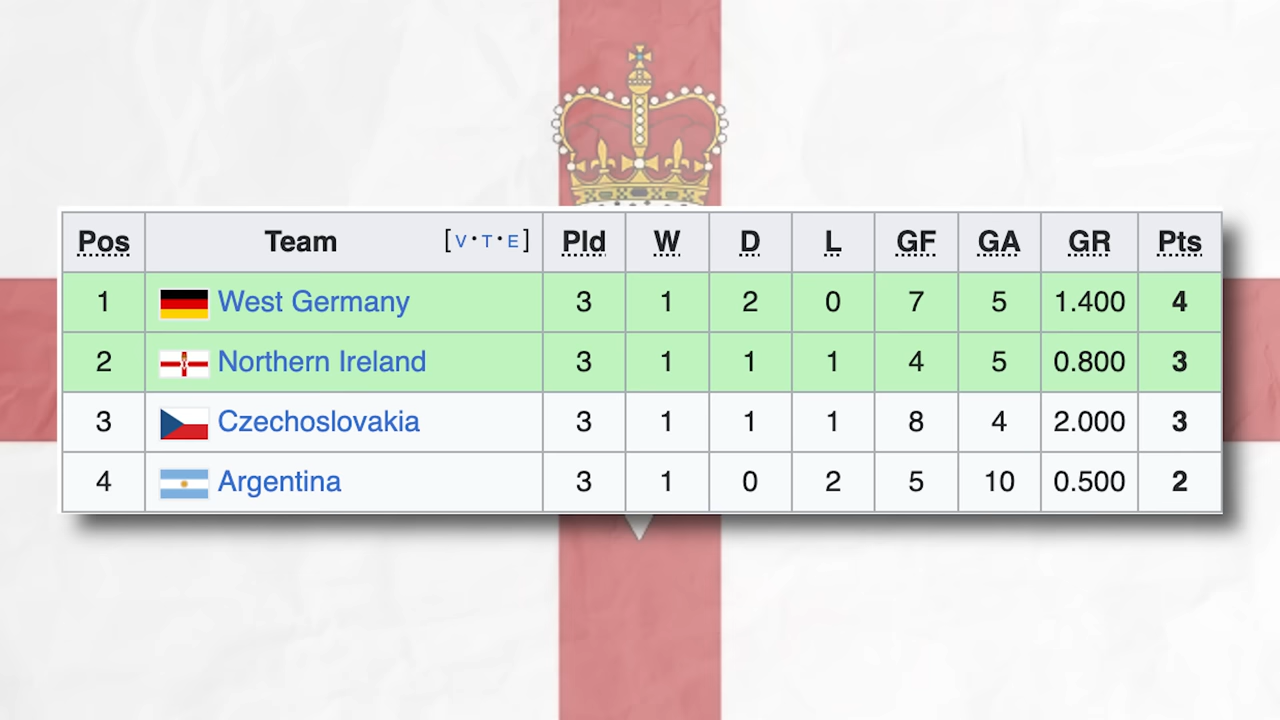 Pos Team [V·T·E] Pld W D L GF GA GR Pts
1 West Germany 3 1 2 0 7 5 1.400 4
2 Northern Ireland 3 1 1 1 4 5 0.800 3
3 Czechoslovakia 3 1 1 1 8 4 2.000 3
4 Argentina 3 1 0 2 5 10 0.500 2